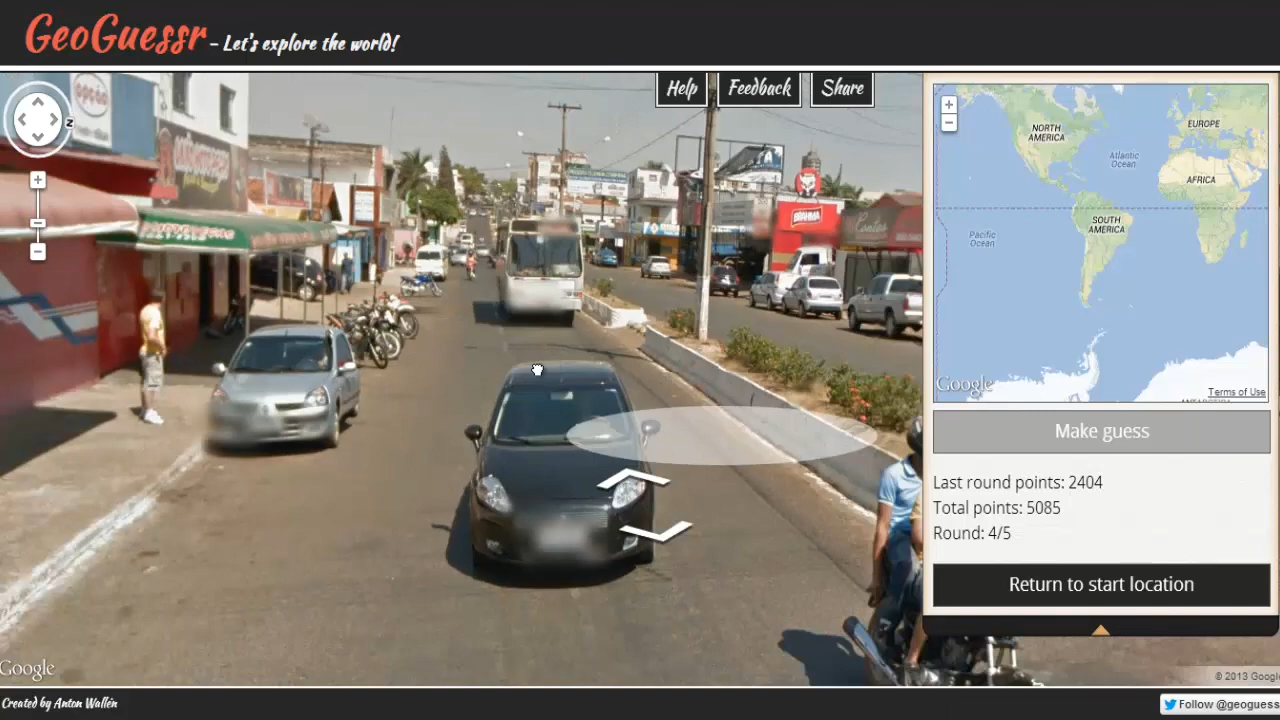 GeoGuessr - Let's explore the world!
Help
Feedback
Share
opção
BRAHMA
Contos
NORTH AMERICA
EUROPE
Atlantic Ocean
AFRICA
SOUTH AMERICA
Pacific Ocean
Google
Terms of Use
Make guess
Last round points: 2404
Total points: 5085
Round: 4/5
Return to start location
Google
© 2013 Google
Created by Anton Wallén
Follow @geoguess